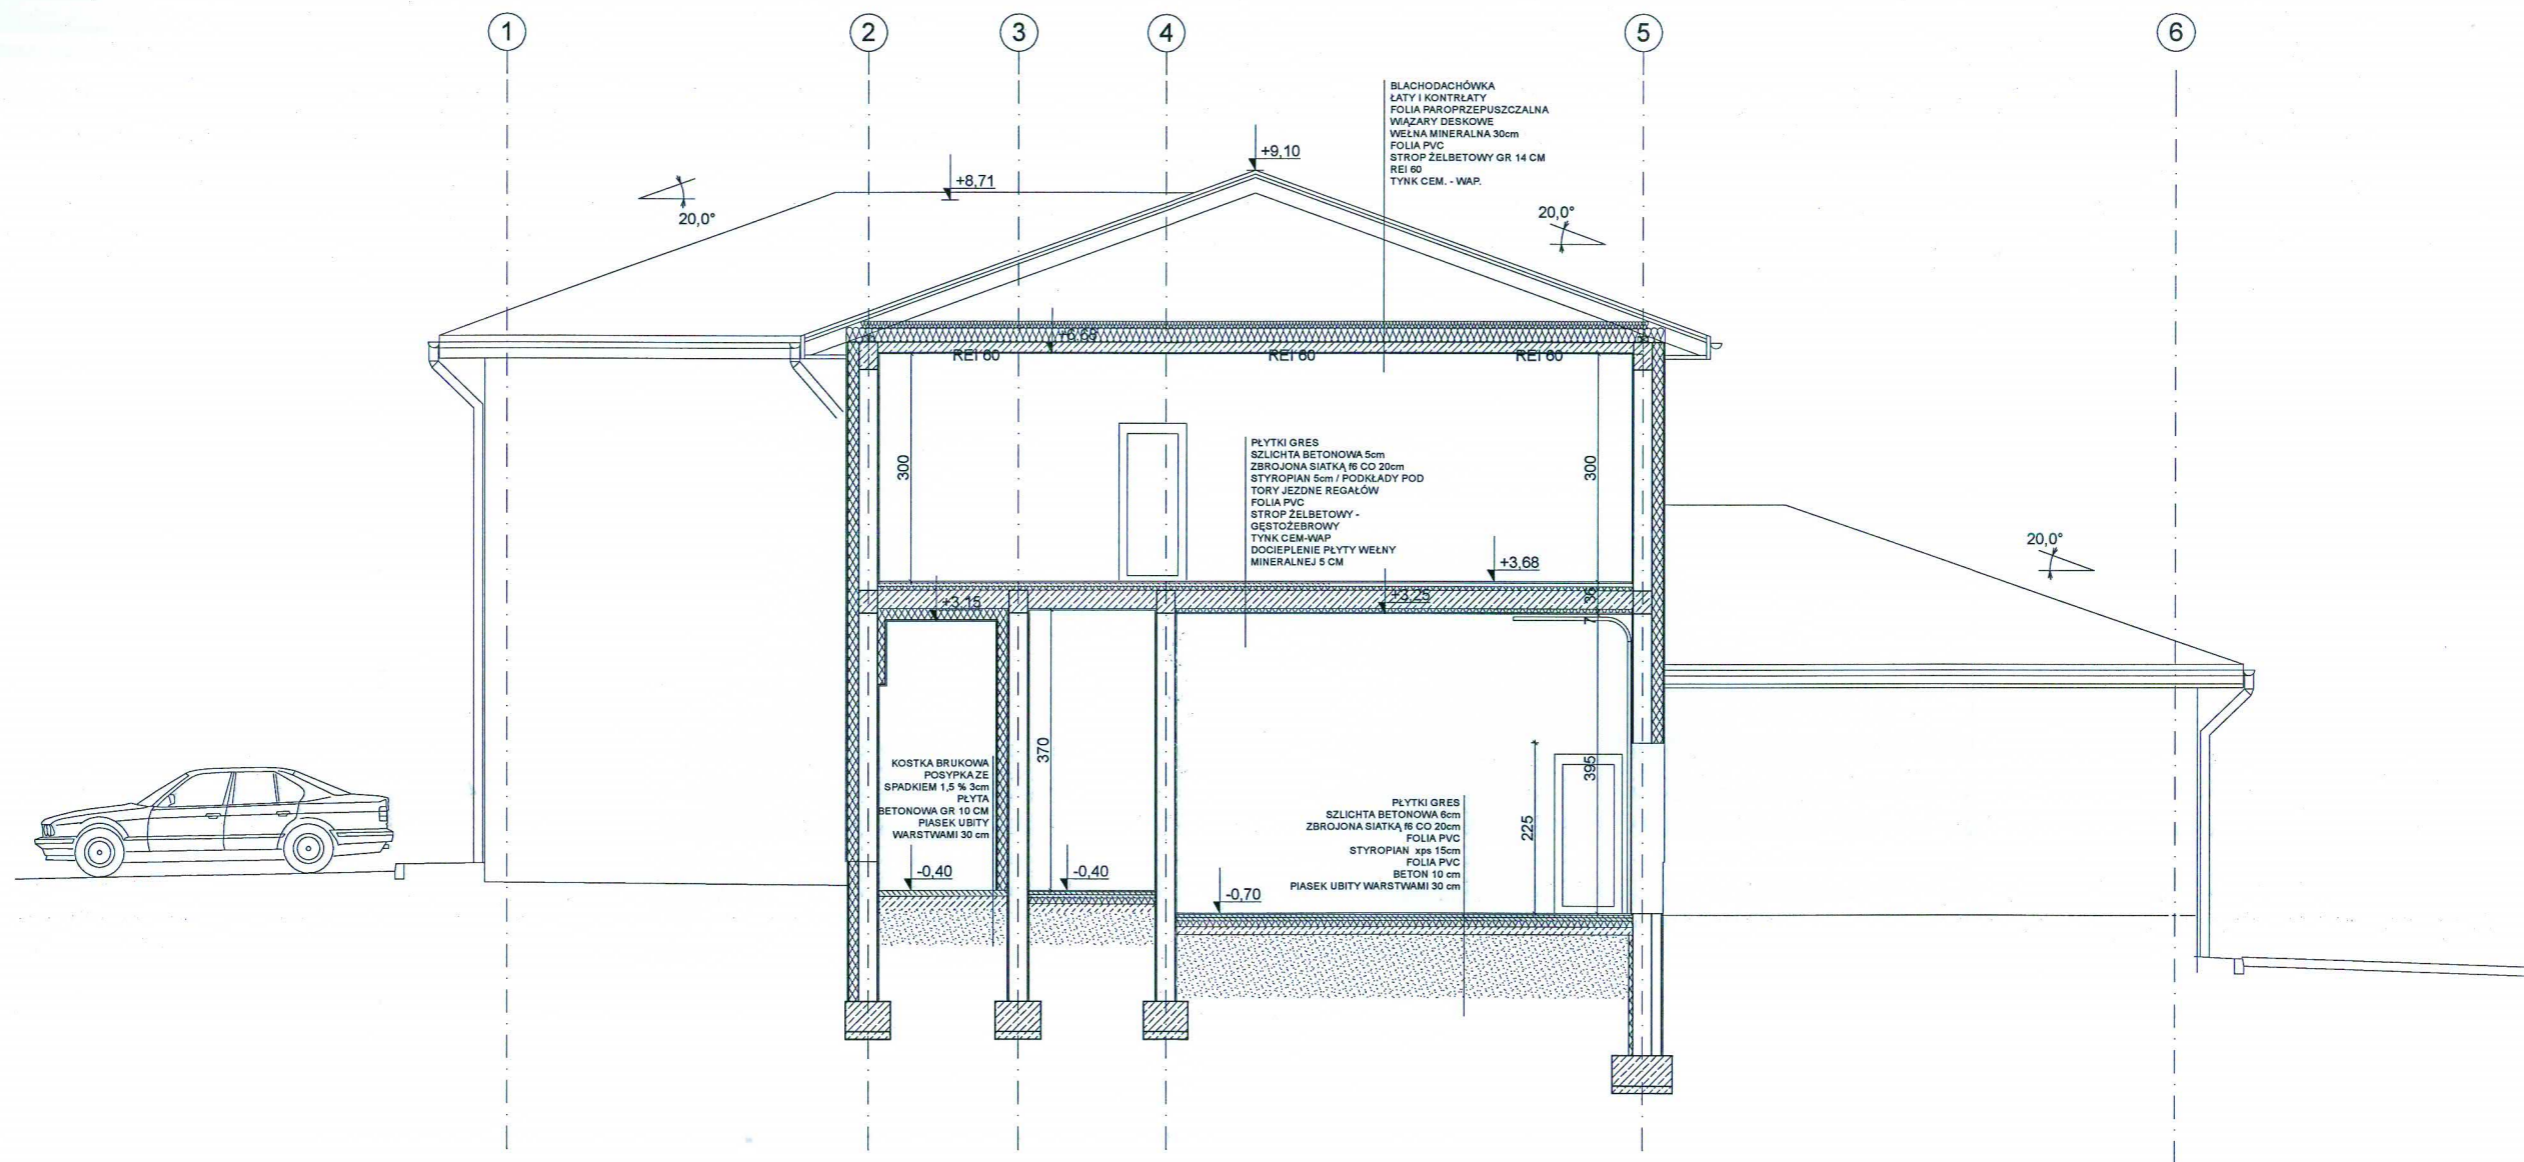 1
2
3
4
5
6
BLACHODACHÓWKA
ŁATY I KONTRŁATY
FOLIA PAROPRZEPUSZCZALNA
WIĄZARY DESKOWE
WEŁNA MINERALNA 30cm
FOLIA PVC
STROP ŻELBETOWY GR 14 CM
REI 60
TYNK CEM. - WAP.
+9,10
+8,71
20,0°
20,0°
+6,68
REI 60
REI 60
REI 60
300
300
PŁYTKI GRES
SZLICHTA BETONOWA 5cm
ZBROJONA SIATKĄ f6 CO 20cm
STYROPIAN 5cm / PODKŁADY POD
TORY JEZDNE REGAŁÓW
FOLIA PVC
STROP ŻELBETOWY -
GĘSTOŻEBROWY
TYNK CEM-WAP
DOCIEPLENIE PŁYTY WEŁNY
MINERALNEJ 5 CM
20,0°
+3,68
+3,15
+3,25
36
7
370
395
225
KOSTKA BRUKOWA
POSYPKA ZE
SPADKIEM 1,5 % 3cm
PŁYTA
BETONOWA GR 10 CM
PIASEK UBITY
WARSTWAMI 30 cm
PŁYTKI GRES
SZLICHTA BETONOWA 6cm
ZBROJONA SIATKĄ f6 CO 20cm
FOLIA PVC
STYROPIAN xps 15cm
FOLIA PVC
BETON 10 cm
PIASEK UBITY WARSTWAMI 30 cm
-0,40
-0,40
-0,70